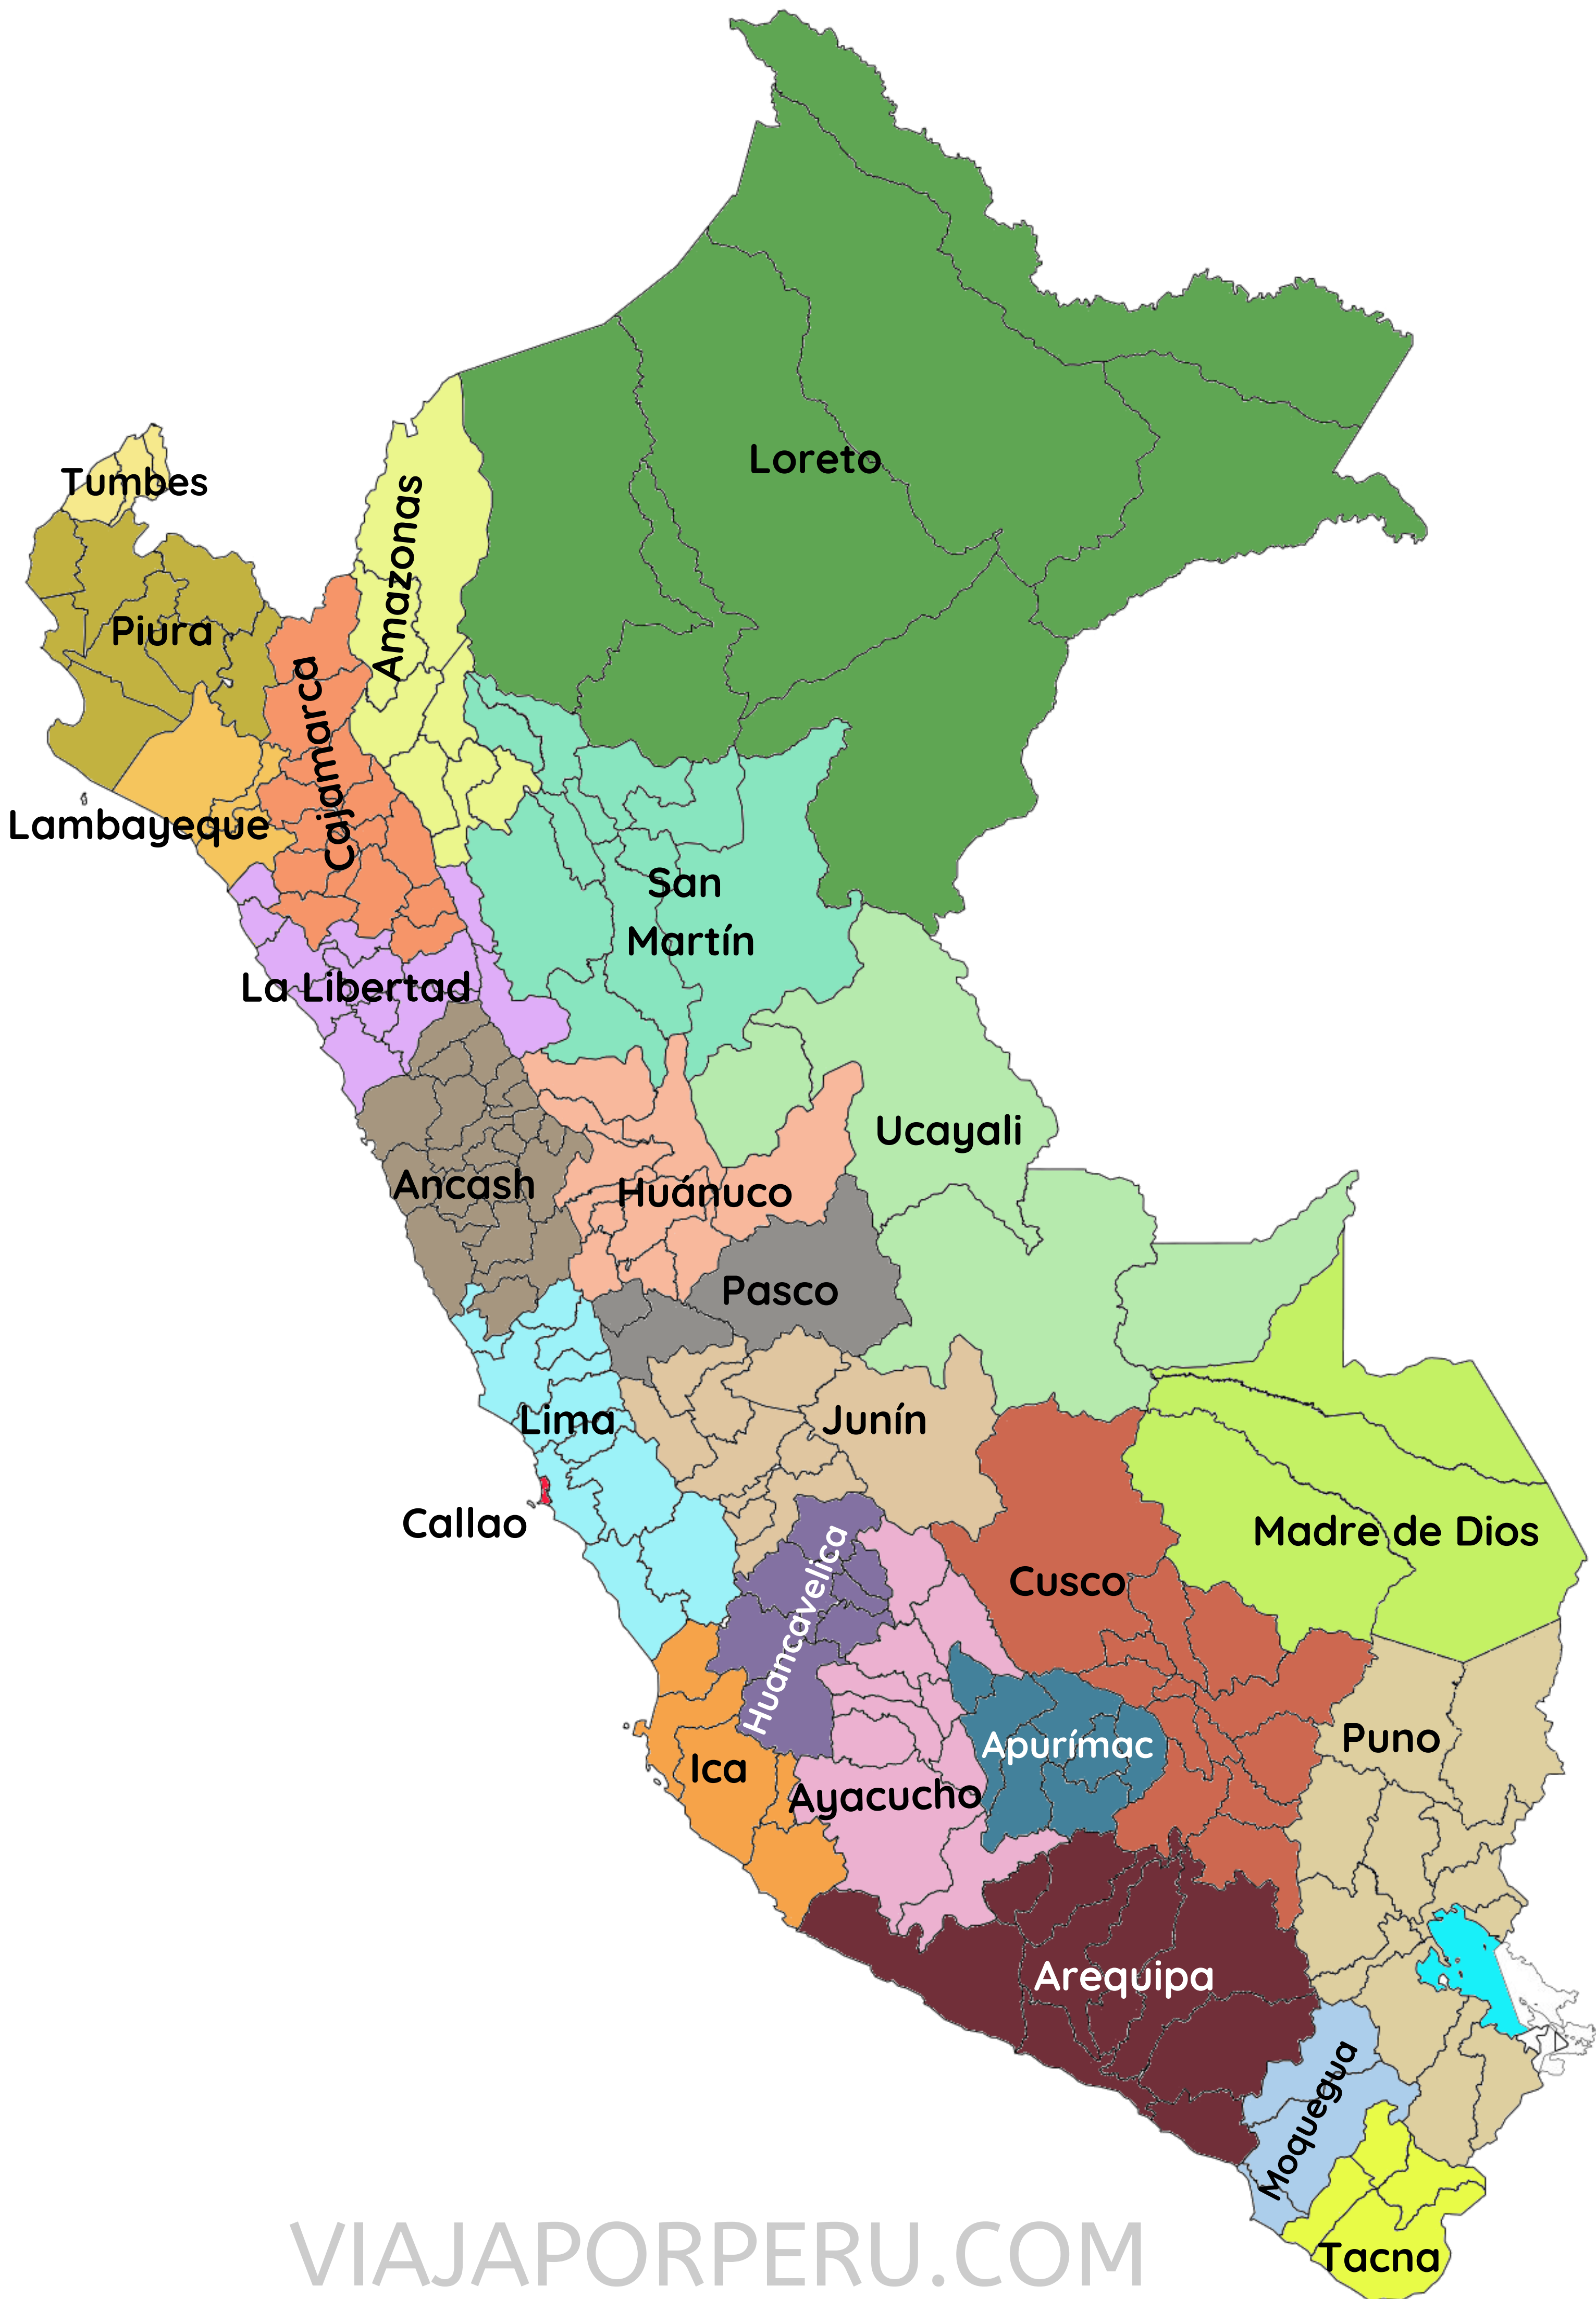 Loreto
Tumbes
Amazonas
Piura
Cajamarca
Lambayeque
San
Martín
La Libertad
Ucayali
Ancash
Huánuco
Pasco
Lima
Junín
Callao
Madre de Dios
Cusco
Huancavelica
Puno
Apurímac
Ica
Ayacucho
Arequipa
Moquegua
Tacna
VIAJAPORPERU.COM